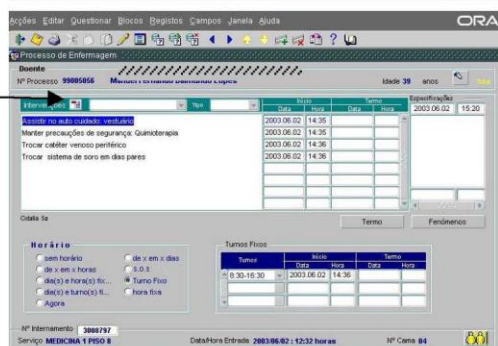 Acções Editar Questionar Blocos Registos Campos Janela Ajuda
ORA
Processo de Enfermagem
Doente
Nº Processo 99005056 Idade 39 anos
Intervenções Tipo Início Termo Especificações
Data Hora Data Hora 2003.06.02 15:20
Assistir no auto cuidado: vestuário 2003.06.02 14:35
Manter precauções de segurança: Quimioterapia 2003.06.02 14:35
Trocar catéter venoso periférico 2003.06.02 14:36
Trocar sistema de soro em dias pares 2003.06.02 14:36
Termo Fenómenos
Horário Turnos Fixos
sem horário de x em x dias Turnos Início Termo
de x em x horas S.O.S Data Hora Data Hora
dia(s) e hora(s) fix... Turno Fixo 8:30-16:30 2003.06.02 14:36
dia(s) e turno(s) fi... hora fixa
Agora
Nº Internamento 3008797
Serviço MEDICINA 1 PISO 8 Data/Hora Entrada 2003/06/02 : 12:32 horas Nº Cama 04